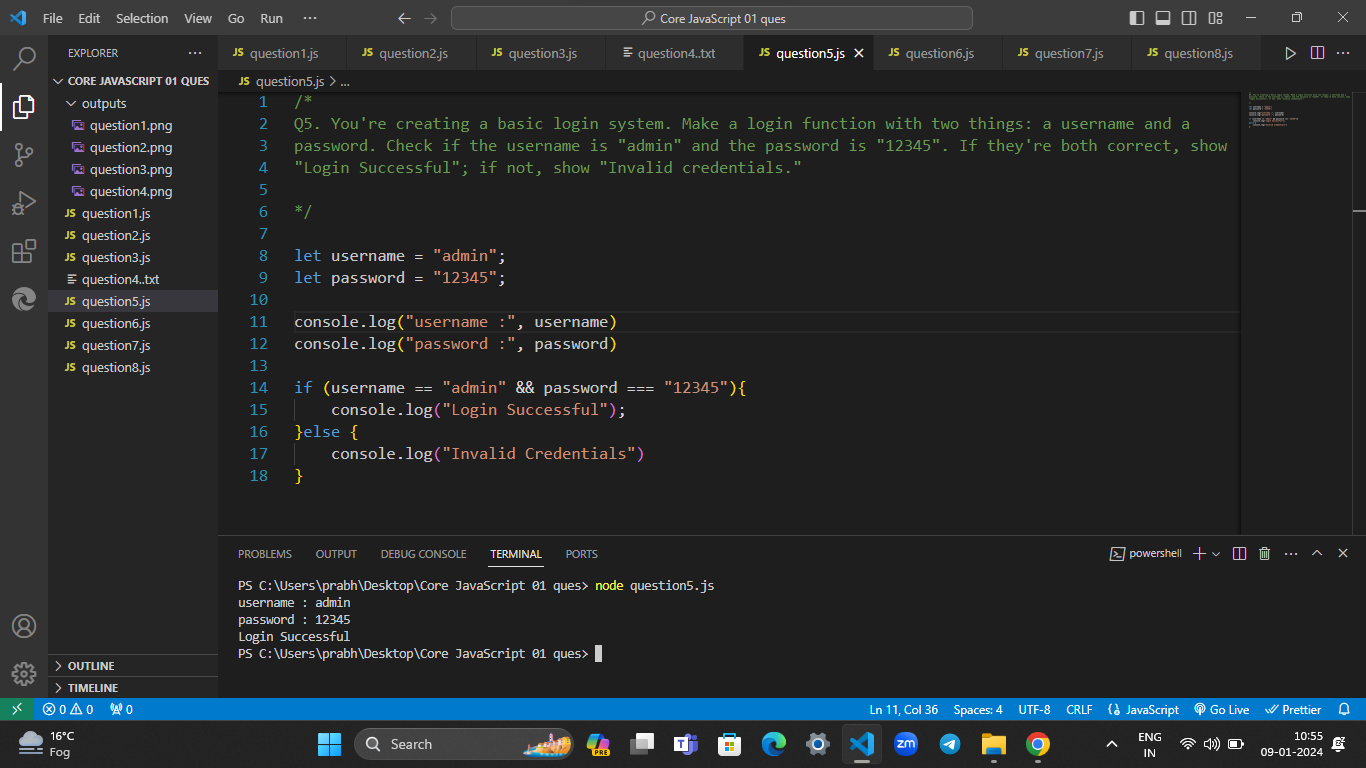 File Edit Selection View Go Run ···
Core JavaScript 01 ques
EXPLORER
CORE JAVASCRIPT 01 QUES
outputs
question1.png
question2.png
question3.png
question4.png
JS question1.js
JS question2.js
JS question3.js
question4..txt
JS question5.js
JS question6.js
JS question7.js
JS question8.js
OUTLINE
TIMELINE
JS question1.js JS question2.js JS question3.js question4..txt JS question5.js JS question6.js JS question7.js JS question8.js
JS question5.js > ...
1 /*
2 Q5. You're creating a basic login system. Make a login function with two things: a username and a
3 password. Check if the username is "admin" and the password is "12345". If they're both correct, show
4 "Login Successful"; if not, show "Invalid credentials."
5
6 */
7
8 let username = "admin";
9 let password = "12345";
10
11 console.log("username :", username)
12 console.log("password :", password)
13
14 if (username == "admin" && password === "12345"){
15     console.log("Login Successful");
16 }else {
17     console.log("Invalid Credentials")
18 }
PROBLEMS OUTPUT DEBUG CONSOLE TERMINAL PORTS
powershell
PS C:\Users\prabh\Desktop\Core JavaScript 01 ques> node question5.js
username : admin
password : 12345
Login Successful
PS C:\Users\prabh\Desktop\Core JavaScript 01 ques>
0 0 0 Ln 11, Col 36 Spaces: 4 UTF-8 CRLF {} JavaScript Go Live Prettier
16°C
Fog
Search
PRE
zm
ENG
IN
10:55
09-01-2024